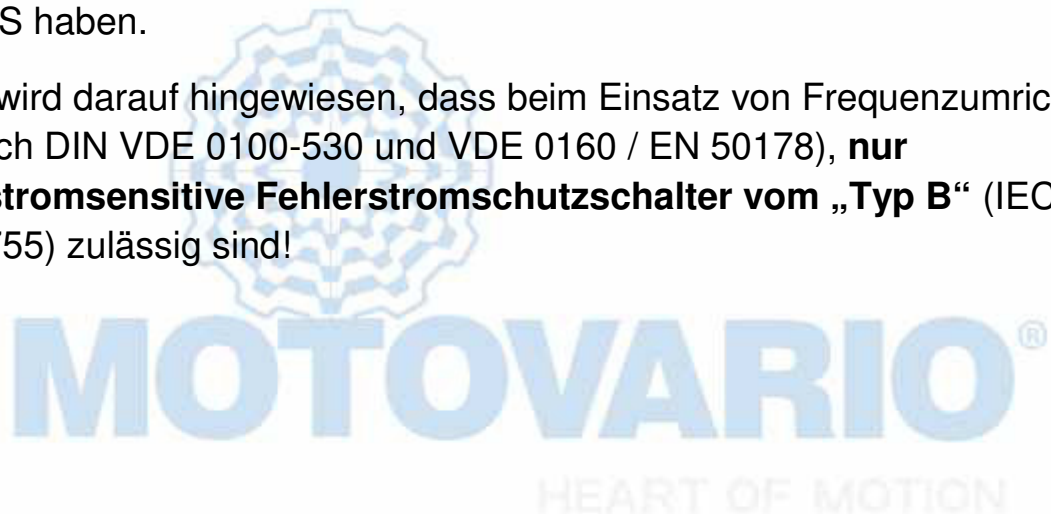 S haben.
wird darauf hingewiesen, dass beim Einsatz von Frequenzumric
ch DIN VDE 0100-530 und VDE 0160 / EN 50178), nur
stromsensitive Fehlerstromschutzschalter vom „Typ B“ (IEC
755) zulässig sind!
MOTOVARIO®
HEART OF MOTION